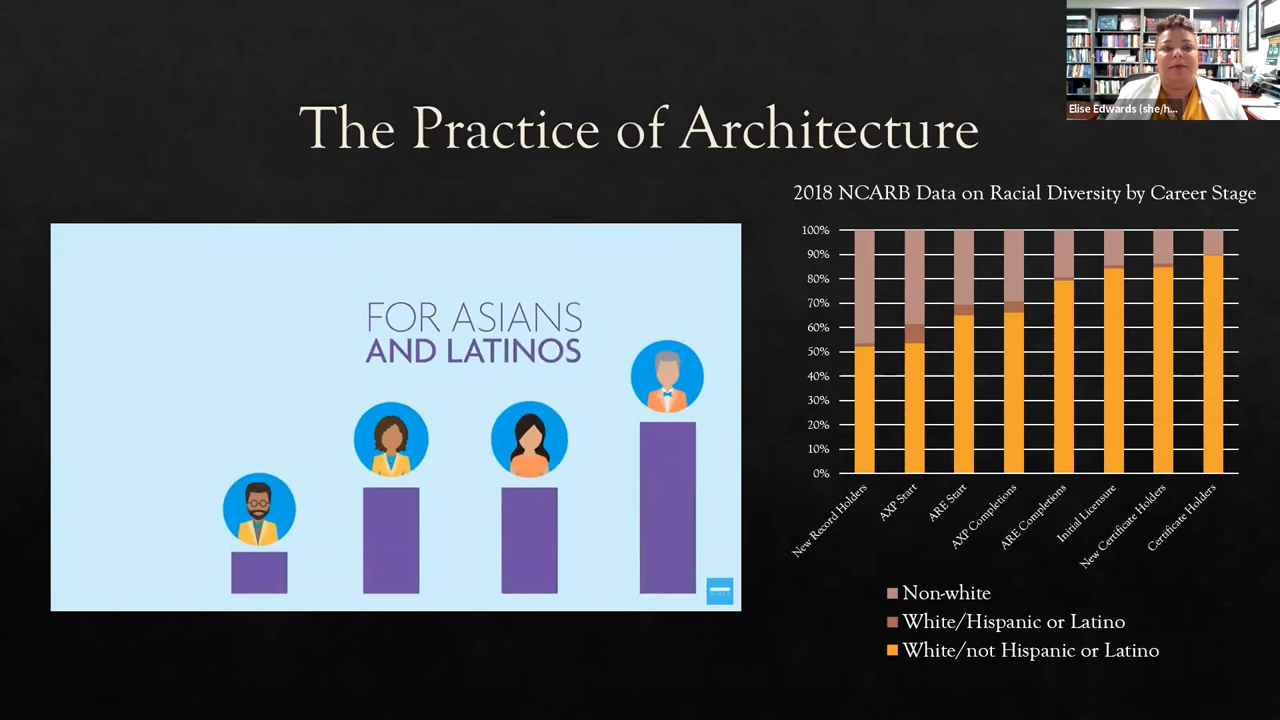 Elise Edwards (she/h...
The Practice of Architecture
FOR ASIANS
AND LATINOS
2018 NCARB Data on Racial Diversity by Career Stage
100%
90%
80%
70%
60%
50%
40%
30%
20%
10%
0%
New Record Holders
AXP Start
ARE Start
AXP Completions
ARE Completions
Initial Licensure
New Certificate Holders
Certificate Holders
Non-white
White/Hispanic or Latino
White/not Hispanic or Latino